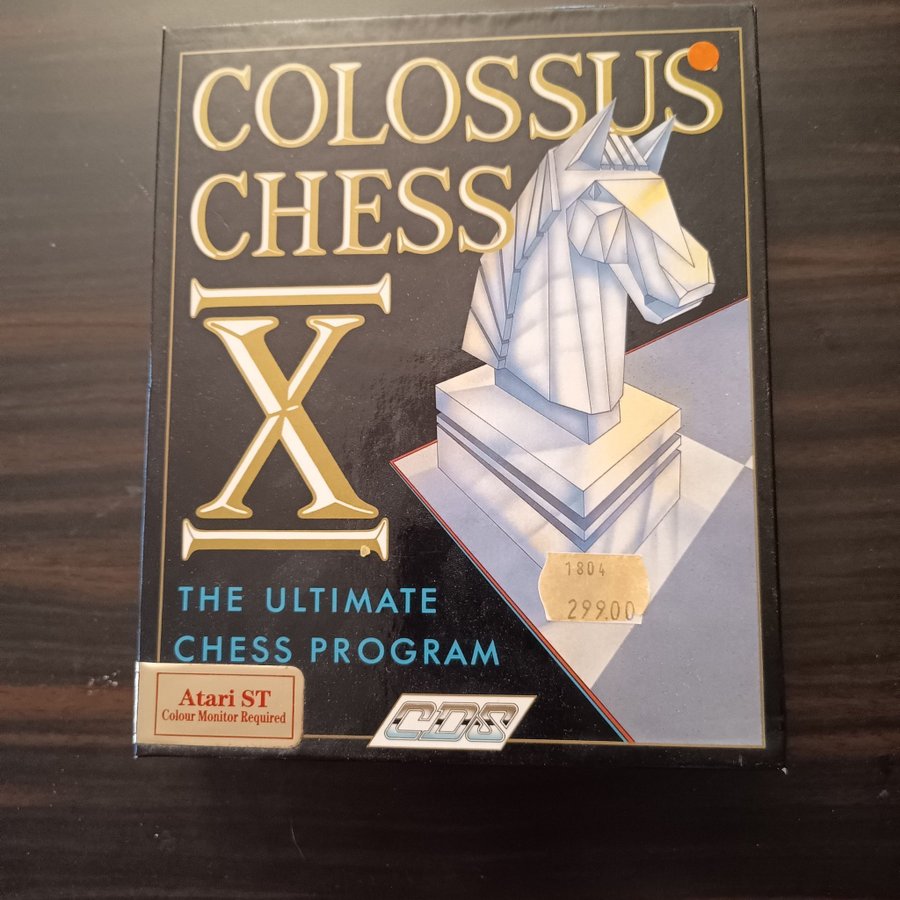 COLOSSUS
CHESS
X
THE ULTIMATE
CHESS PROGRAM
1804
299.00
Atari ST
Colour Monitor Required
CDS